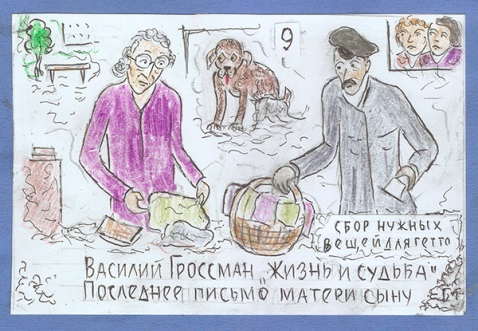 9
СБОР НУЖНЫХ
ВЕЩЕЙ ДЛЯ ГЕТТО
ВАСИЛИЙ ГРОССМАН „ЖИЗНЬ И СУДЬБА"
ПОСЛЕДНЕЕ ПИСЬМО МАТЕРИ СЫНУ